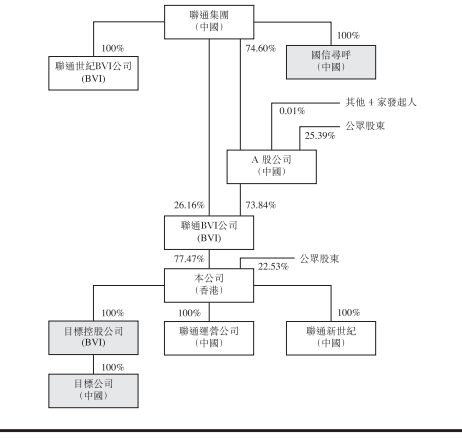 聯通集團
（中國）
100%
74.60%
100%
聯通世紀BVI公司
(BVI)
國信尋呼
（中國）
其他 4 家發起人
0.01%
公眾股東
25.39%
A 股公司
（中國）
26.16%
73.84%
聯通BVI公司
(BVI)
77.47%
公眾股東
22.53%
本公司
（香港）
100%
100%
100%
目標控股公司
(BVI)
聯通運營公司
（中國）
聯通新世紀
（中國）
100%
目標公司
（中國）